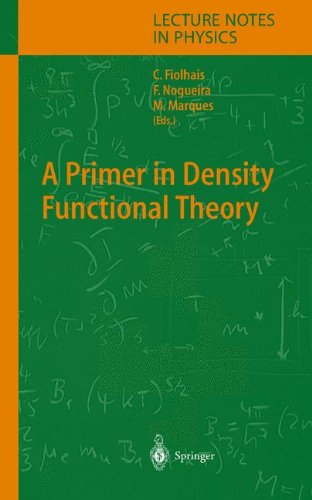 LECTURE NOTES
IN PHYSICS
C. Fiolhais
F. Nogueira
M. Marques
(Eds.)
A Primer in Density
Functional Theory
Springer